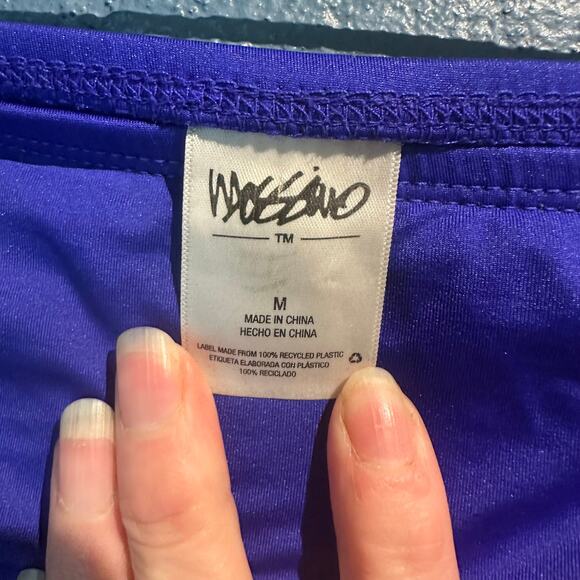 mossimo
TM
M
MADE IN CHINA
HECHO EN CHINA
LABEL MADE FROM 100% RECYCLED PLASTIC
ETIQUETA ELABORADA CON PLÁSTICO
100% RECICLADO